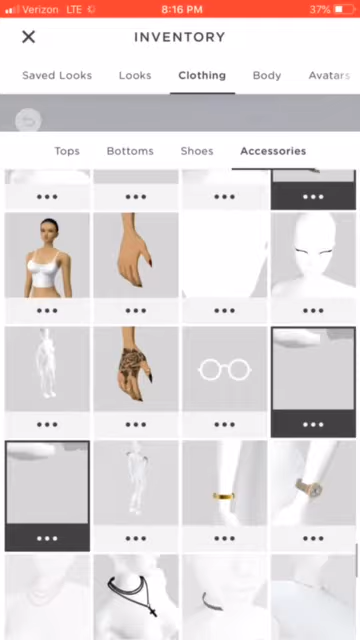 Verizon LTE 8:16 PM 37%
INVENTORY
Saved Looks Looks Clothing Body Avatars
Tops Bottoms Shoes Accessories